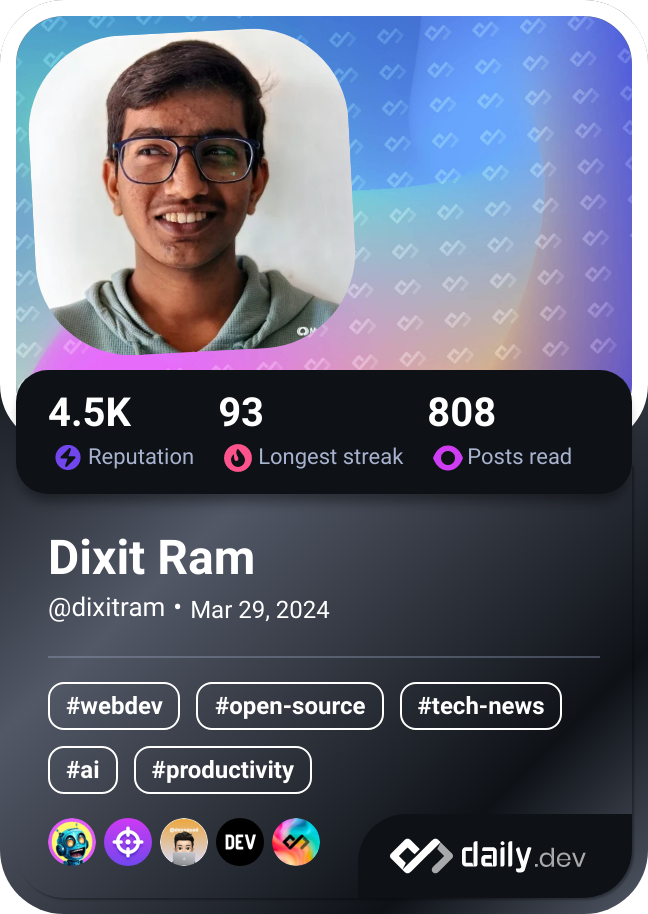 4.5K 93 808
Reputation Longest streak Posts read
Dixit Ram
@dixitram • Mar 29, 2024
#webdev #open-source #tech-news
#ai #productivity
DEV
daily.dev